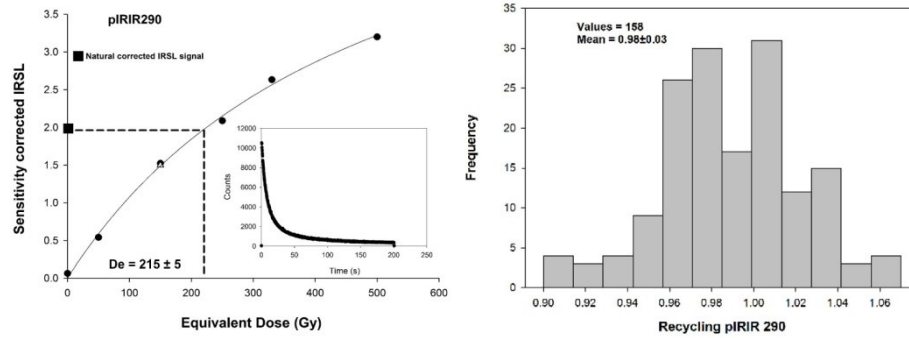 pIRIR290
Natural corrected IRSL signal
Sensitivity corrected IRSL
3.5
3.0
2.5
2.0
1.5
1.0
0.5
0.0
De = 215 ± 5
0 100 200 300 400 500 600
Equivalent Dose (Gy)
Counts
12000
10000
8000
6000
4000
2000
0
0 50 100 150 200 250
Time (s)
Values = 158
Mean = 0.98±0.03
Frequency
35
30
25
20
15
10
5
0
0.90 0.92 0.94 0.96 0.98 1.00 1.02 1.04 1.06
Recycling pIRIR 290